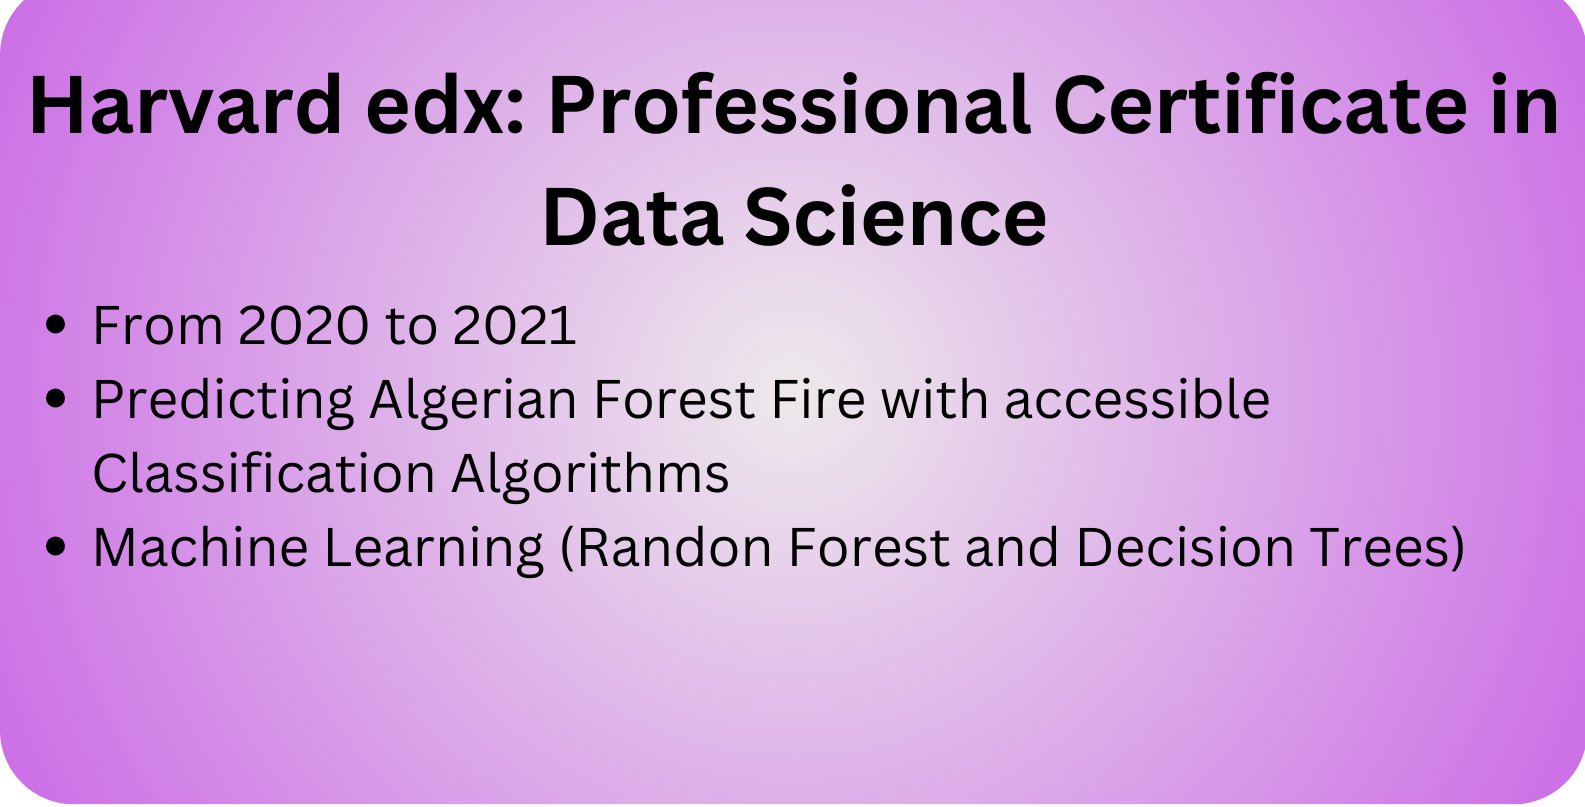 Harvard edx: Professional Certificate in
Data Science
• From 2020 to 2021
• Predicting Algerian Forest Fire with accessible
Classification Algorithms
• Machine Learning (Randon Forest and Decision Trees)